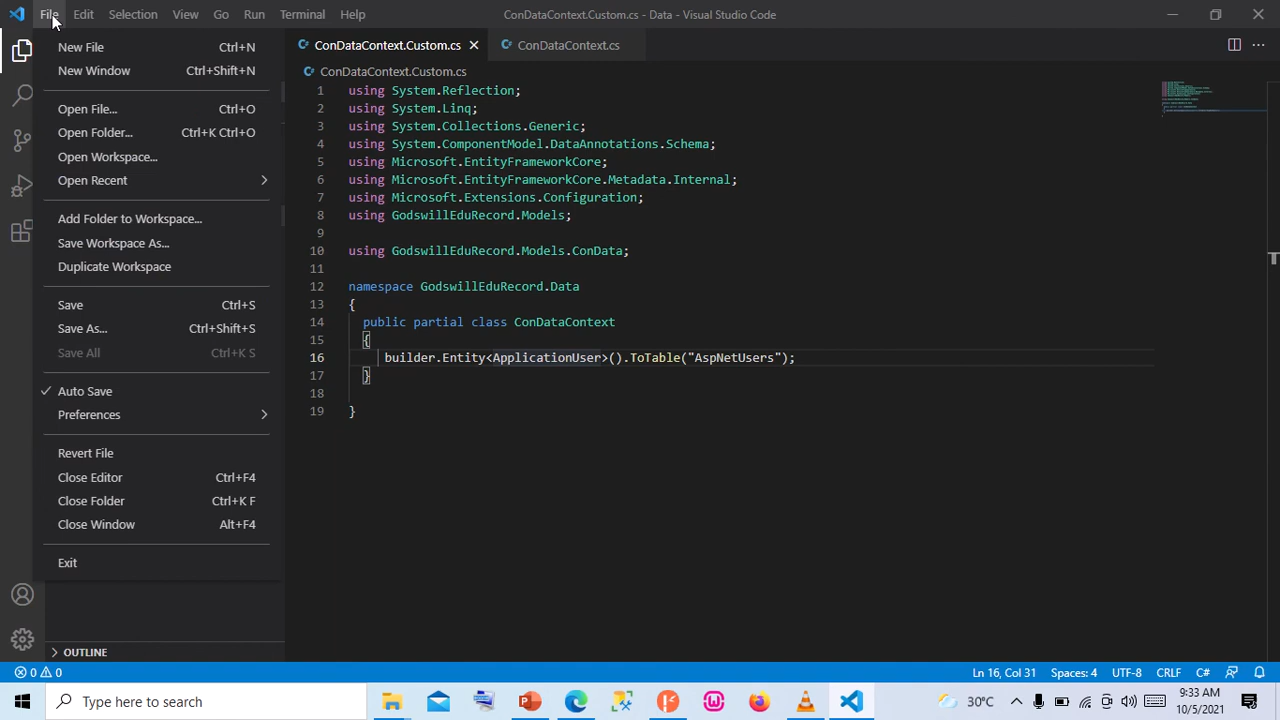 File Edit Selection View Go Run Terminal Help ConDataContext.Custom.cs - Data - Visual Studio Code
New File Ctrl+N
New Window Ctrl+Shift+N
Open File... Ctrl+O
Open Folder... Ctrl+K Ctrl+O
Open Workspace...
Open Recent
Add Folder to Workspace...
Save Workspace As...
Duplicate Workspace
Save Ctrl+S
Save As... Ctrl+Shift+S
Save All Ctrl+K S
Auto Save
Preferences
Revert File
Close Editor Ctrl+F4
Close Folder Ctrl+K F
Close Window Alt+F4
Exit
OUTLINE
ConDataContext.Custom.cs ConDataContext.cs
ConDataContext.Custom.cs
1 using System.Reflection;
2 using System.Linq;
3 using System.Collections.Generic;
4 using System.ComponentModel.DataAnnotations.Schema;
5 using Microsoft.EntityFrameworkCore;
6 using Microsoft.EntityFrameworkCore.Metadata.Internal;
7 using Microsoft.Extensions.Configuration;
8 using GodswillEduRecord.Models;
9
10 using GodswillEduRecord.Models.ConData;
11
12 namespace GodswillEduRecord.Data
13 {
14 public partial class ConDataContext
15 {
16 builder.Entity<ApplicationUser>().ToTable("AspNetUsers");
17 }
18
19 }
0 0 Ln 16, Col 31 Spaces: 4 UTF-8 CRLF C#
Type here to search 30°C 9:33 AM
10/5/2021